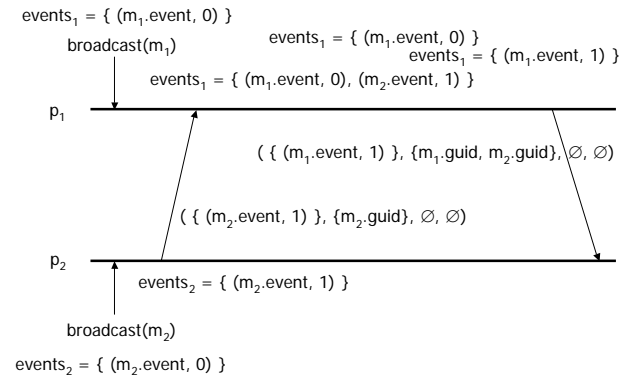 events₁ = { (m₁.event, 0) }
broadcast(m₁)
events₁ = { (m₁.event, 0) }
events₁ = { (m₁.event, 1) }
events₁ = { (m₁.event, 0), (m₂.event, 1) }
p₁
( { (m₁.event, 1) }, {m₁.guid, m₂.guid}, ∅, ∅)
( { (m₂.event, 1) }, {m₂.guid}, ∅, ∅)
p₂
events₂ = { (m₂.event, 1) }
broadcast(m₂)
events₂ = { (m₂.event, 0) }